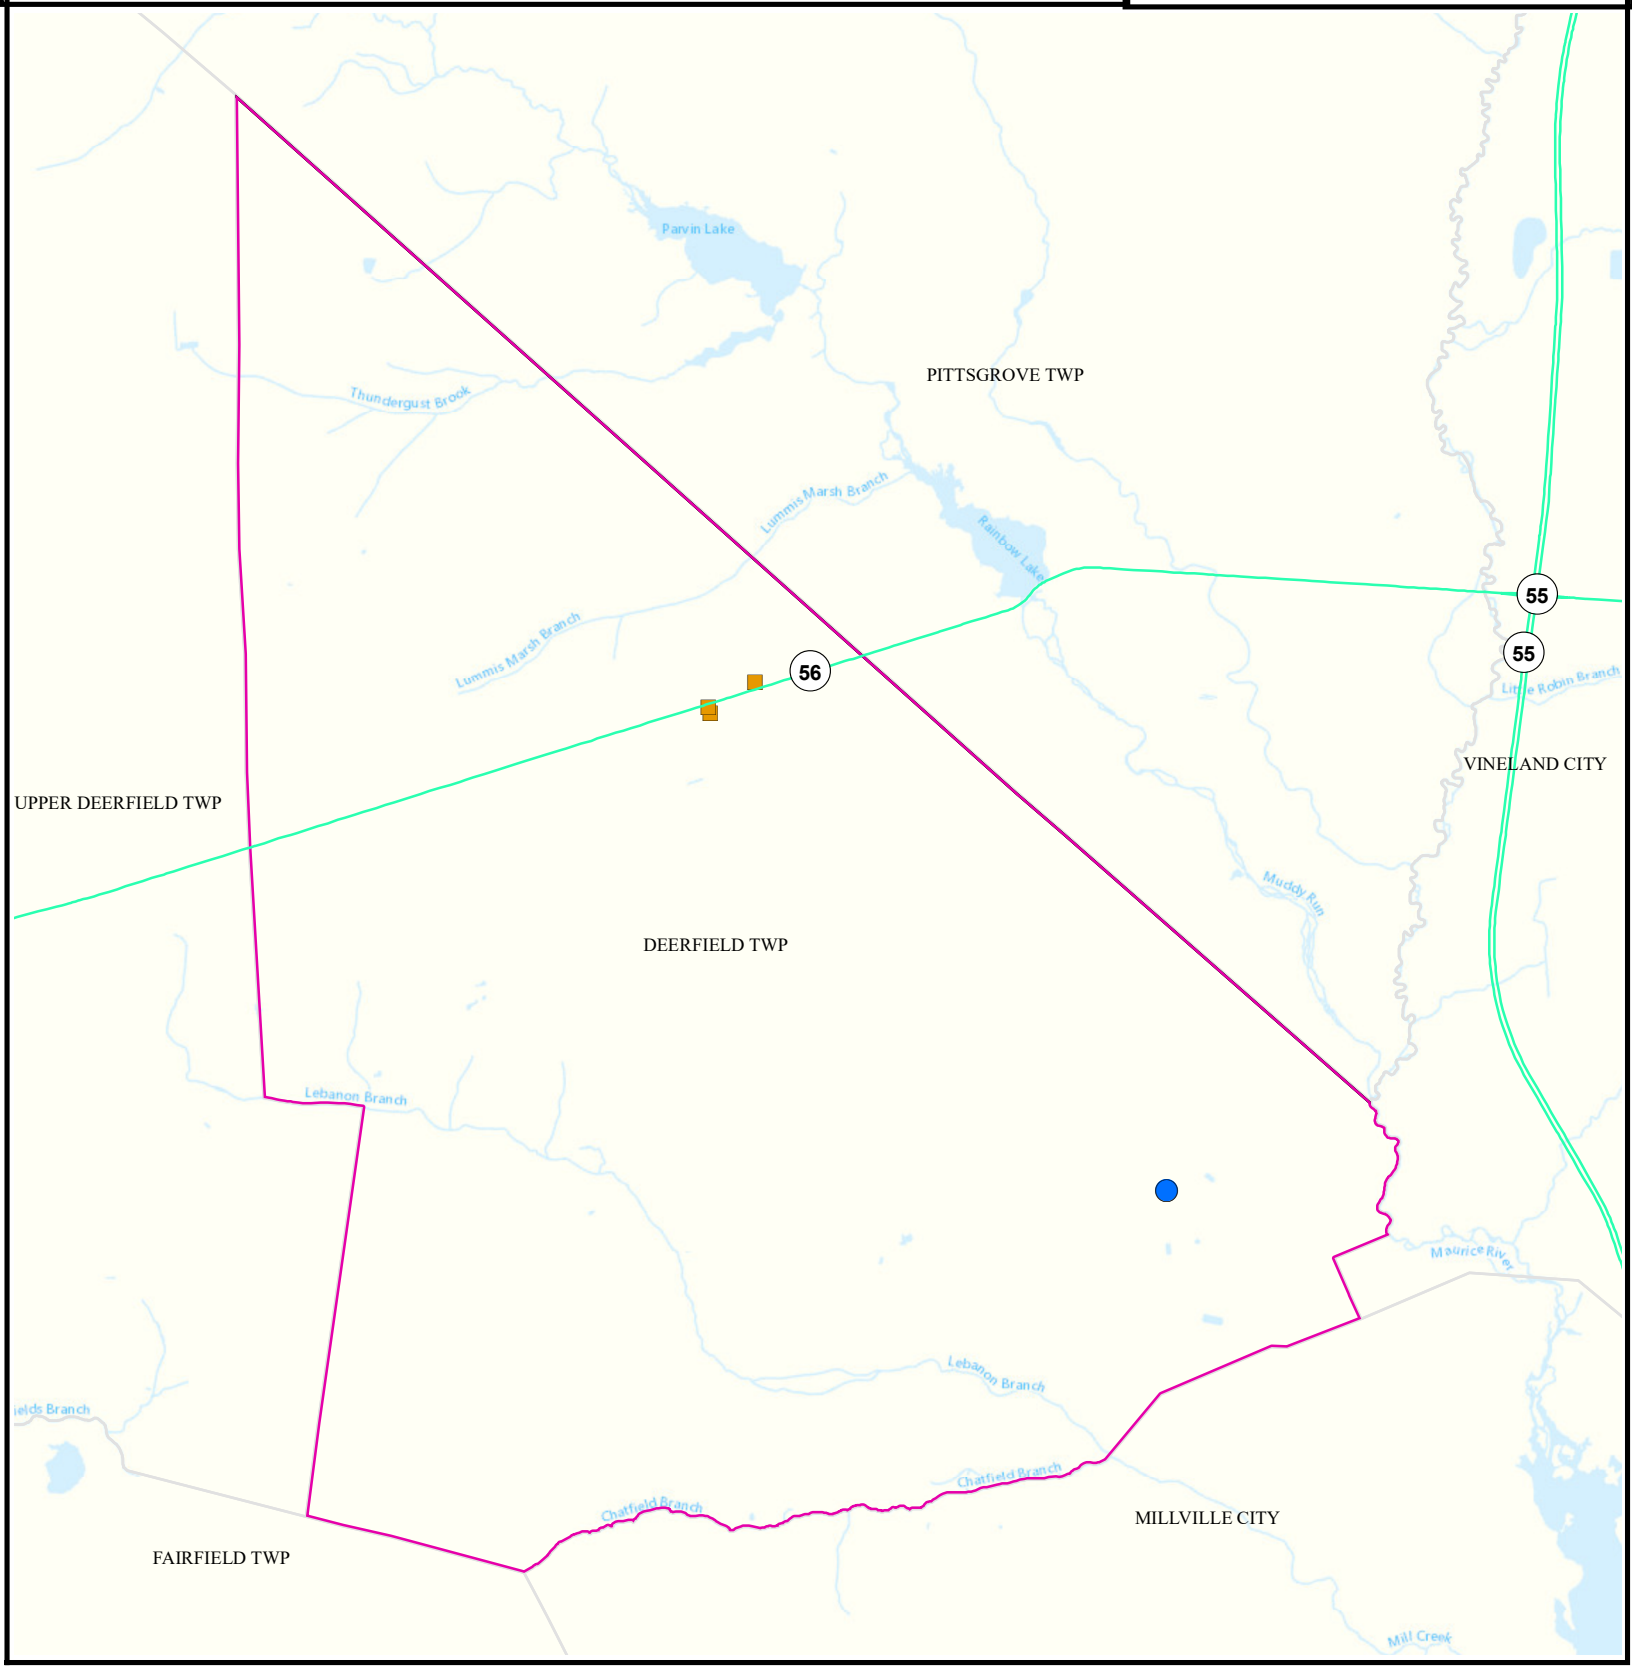 Parvin Lake
PITTSGROVE TWP
Thundergust Brook
Lummis Marsh Branch
Rainbow Lake
55
Lummis Marsh Branch
55
56
Little Robin Branch
VINELAND CITY
UPPER DEERFIELD TWP
Muddy Run
DEERFIELD TWP
Lebanon Branch
Maurice River
Lebanon Branch
ields Branch
Chatfield Branch
Chatfield Branch
MILLVILLE CITY
FAIRFIELD TWP
Mill Creek